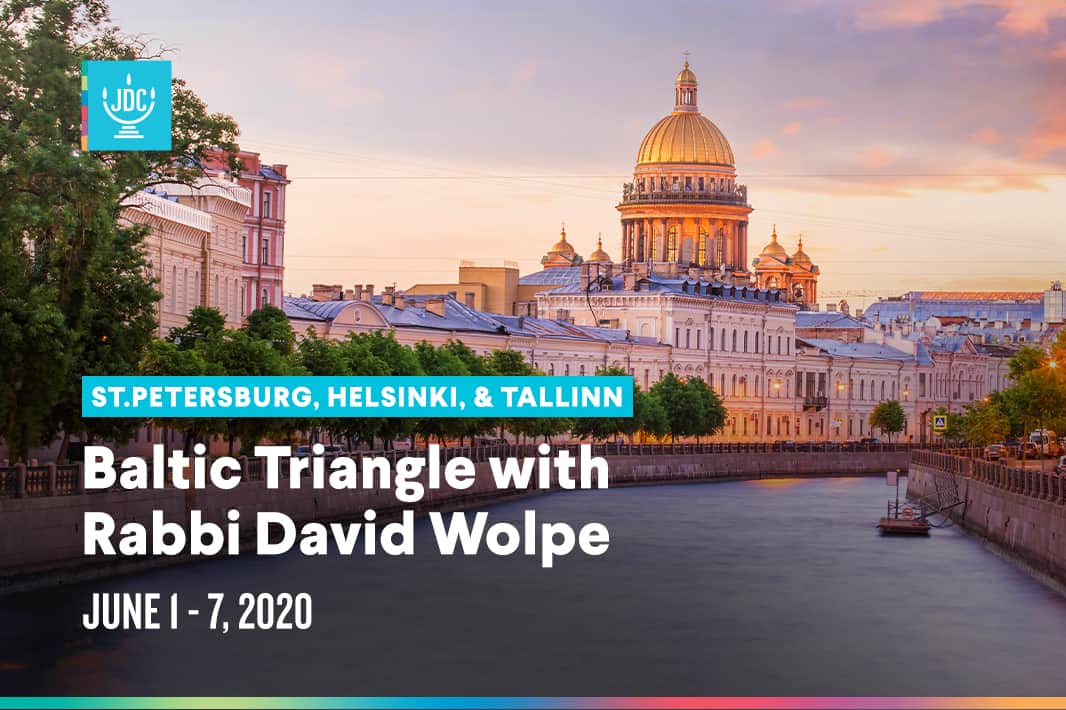 JDC
ST.PETERSBURG, HELSINKI, & TALLINN
Baltic Triangle with
Rabbi David Wolpe
JUNE 1 - 7, 2020